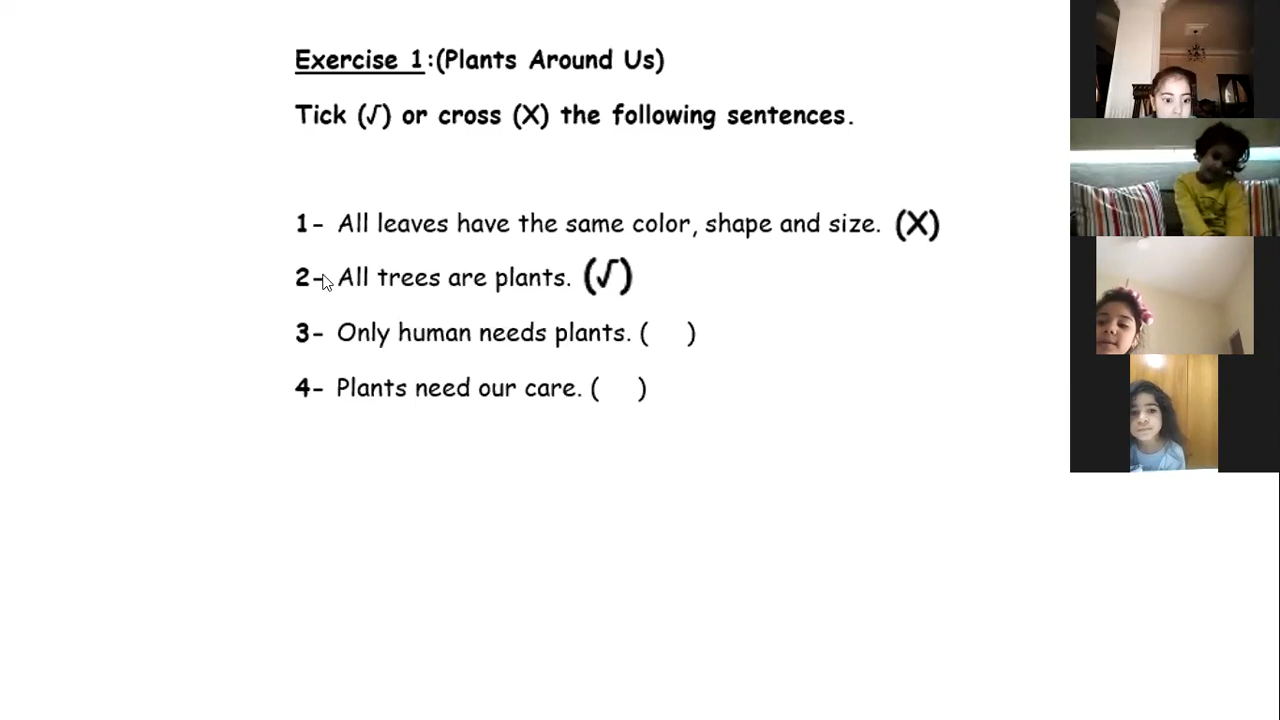 Exercise 1:(Plants Around Us)
Tick (√) or cross (X) the following sentences.
1- All leaves have the same color, shape and size. (X)
2- All trees are plants. (√)
3- Only human needs plants. (    )
4- Plants need our care. (    )